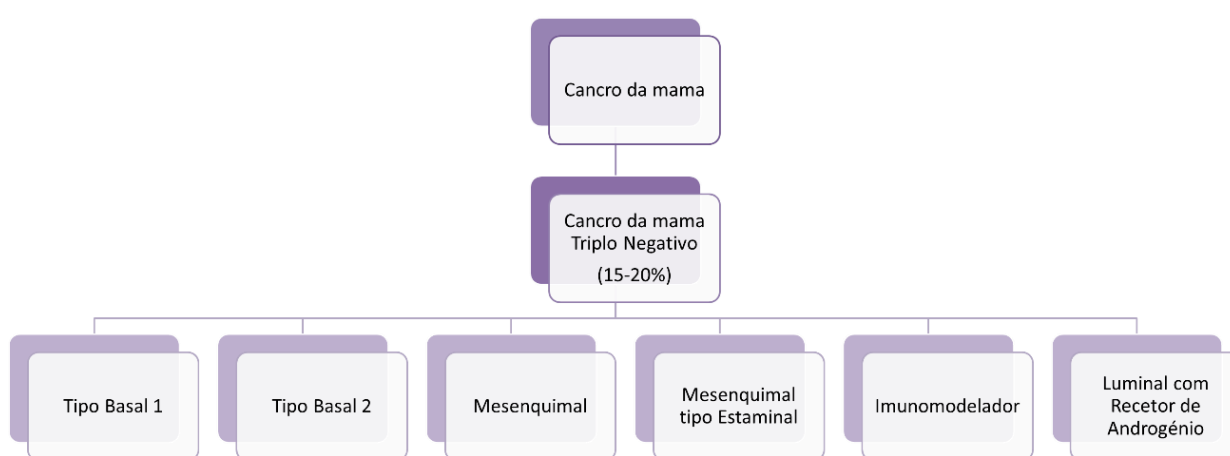 Cancro da mama
Cancro da mama
Triplo Negativo
(15-20%)
Tipo Basal 1
Tipo Basal 2
Mesenquimal
Mesenquimal
tipo Estaminal
Imunomodelador
Luminal com
Recetor de
Androgénio